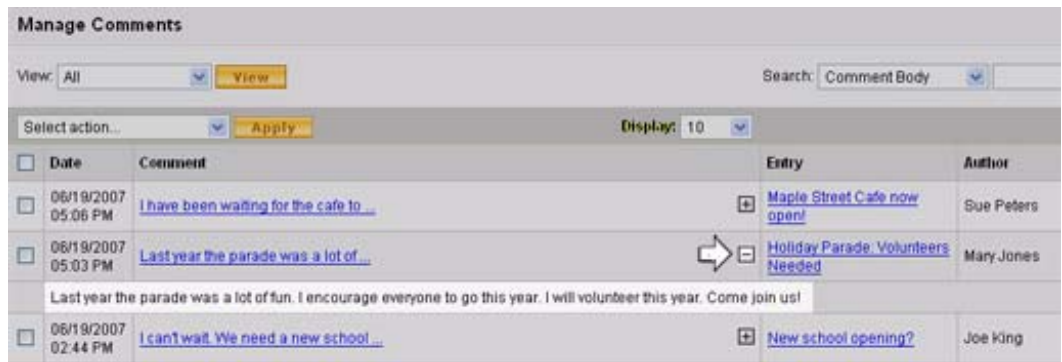 Manage Comments
View: All View Search: Comment Body
Select action... Apply Display: 10
Date Comment Entry Author
06/19/2007 05:06 PM I have been waiting for the cafe to ... Maple Street Cafe now open! Sue Peters
06/19/2007 05:03 PM Last year the parade was a lot of ... Holiday Parade: Volunteers Needed Mary Jones
Last year the parade was a lot of fun. I encourage everyone to go this year. I will volunteer this year. Come join us!
06/19/2007 02:44 PM I can't wait. We need a new school ... New school opening? Joe King